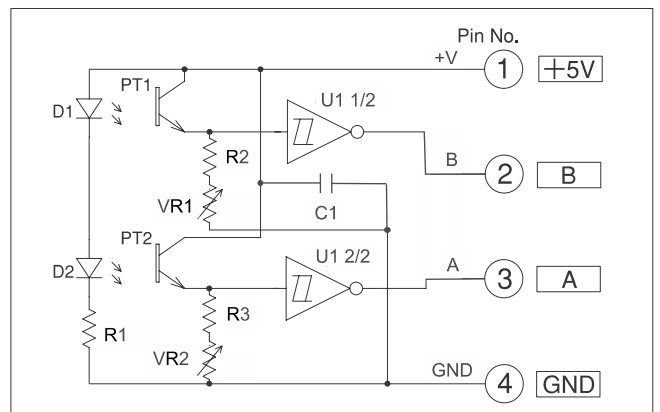 Pin No.
+V 1 +5V
PT1
U1 1/2
D1
R2
B 2 B
VR1
C1
PT2
U1 2/2
D2
A 3 A
R3
R1
VR2
GND 4 GND